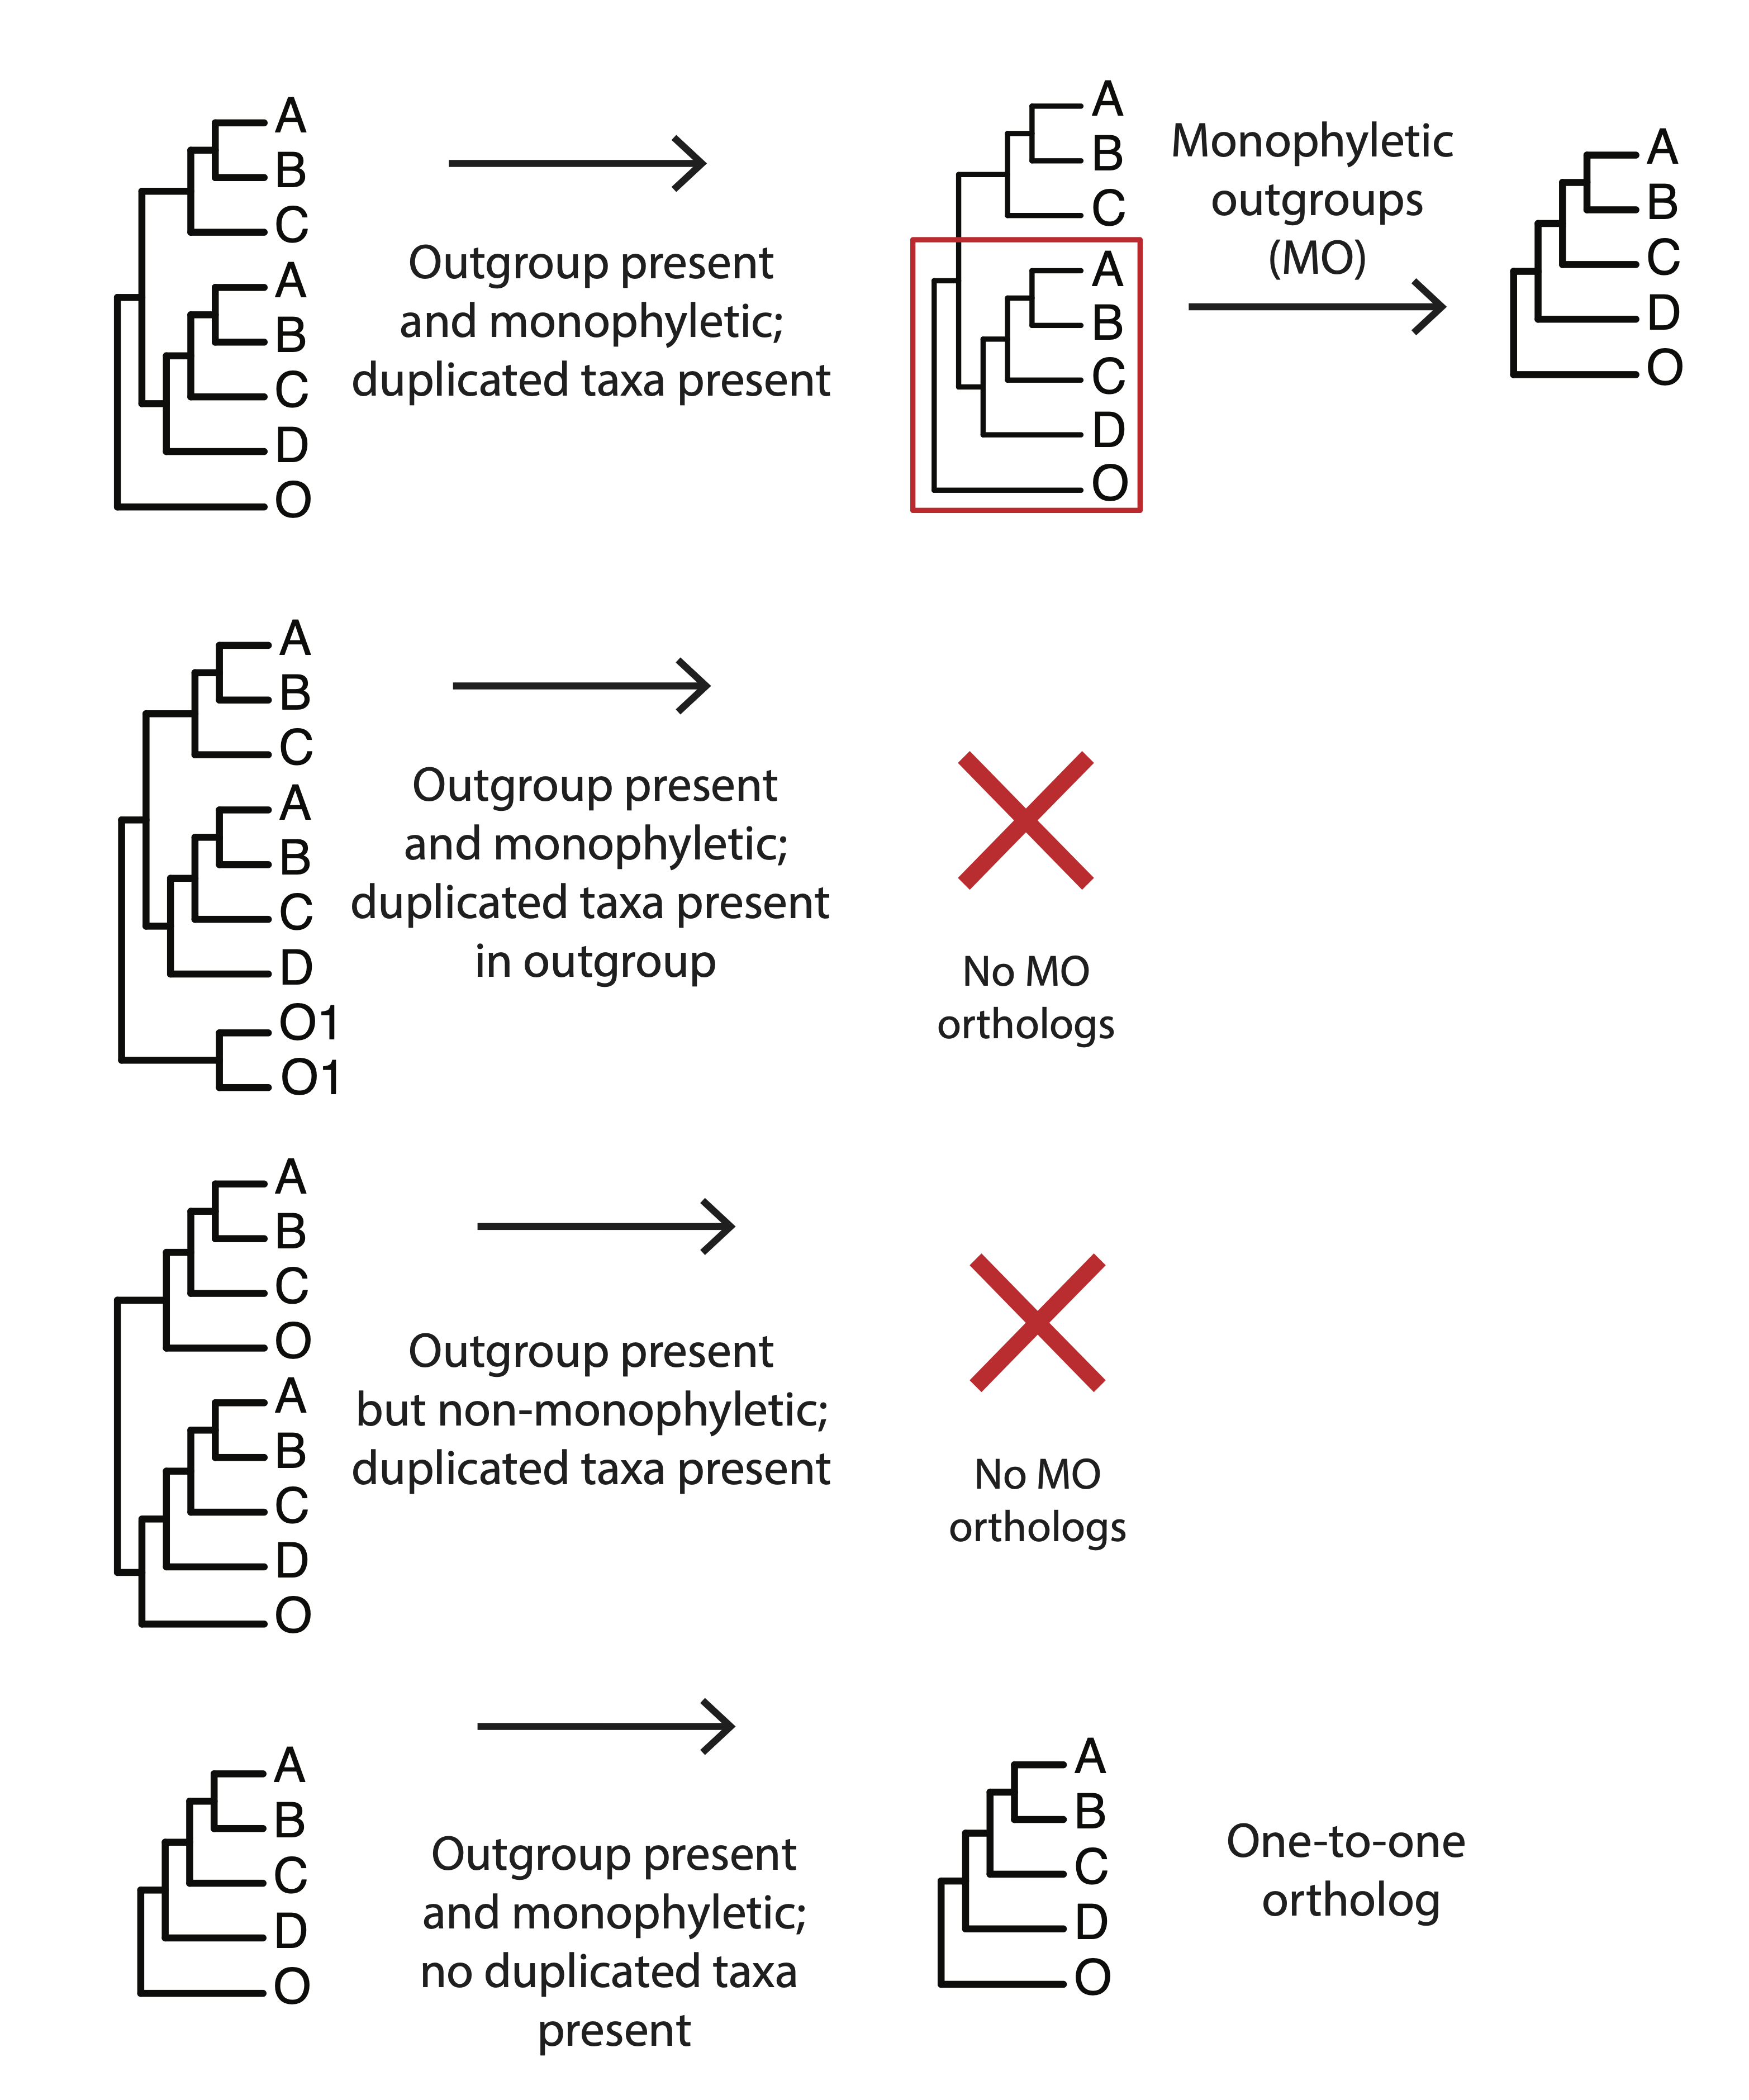 A
B
C
A
B
C
D
O
Outgroup present
and monophyletic;
duplicated taxa present
A
B
C
A
B
C
D
O
Monophyletic
outgroups
(MO)
A
B
C
D
O
A
B
C
A
B
C
D
O1
O1
Outgroup present
and monophyletic;
duplicated taxa present
in outgroup
No MO
orthologs
A
B
C
O
A
B
C
D
O
Outgroup present
but non-monophyletic;
duplicated taxa present
No MO
orthologs
A
B
C
D
O
Outgroup present
and monophyletic;
no duplicated taxa
present
A
B
C
D
O
One-to-one
ortholog